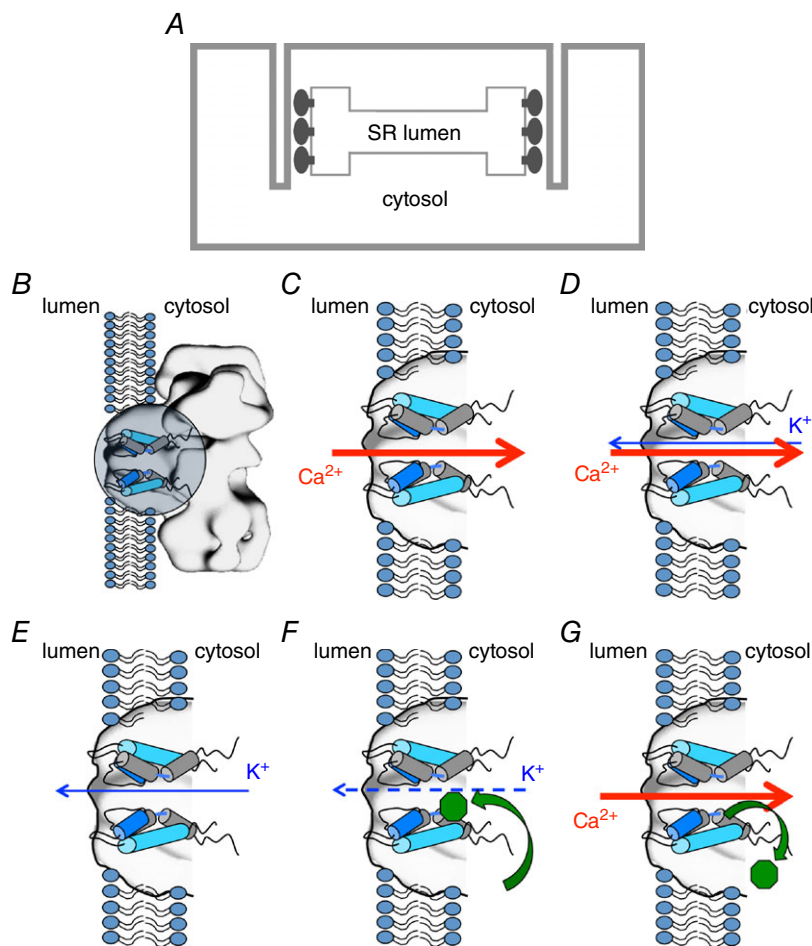 A
SR lumen
cytosol
B
lumen cytosol
C
lumen cytosol
Ca²⁺
D
lumen cytosol
K⁺
Ca²⁺
E
lumen cytosol
K⁺
F
lumen cytosol
K⁺
G
lumen cytosol
Ca²⁺